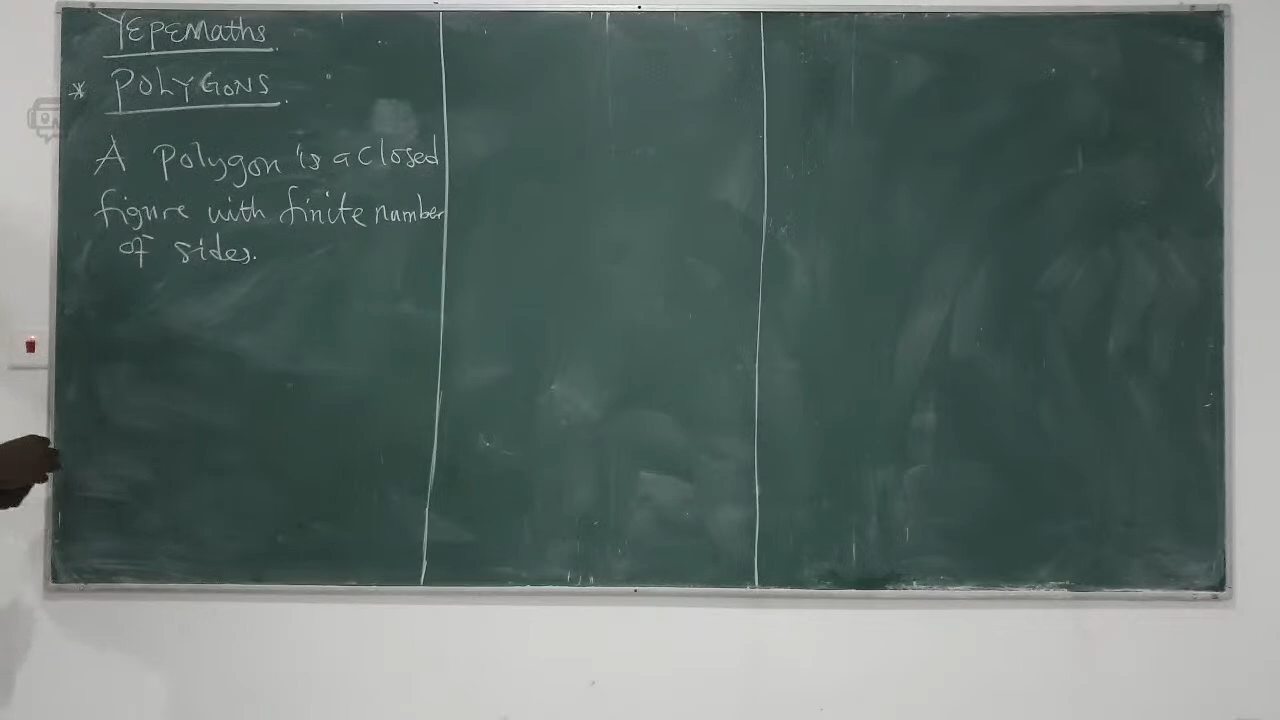 YEPEMaths
* POLYGONS.
A polygon is a closed
figure with finite number
of sides.